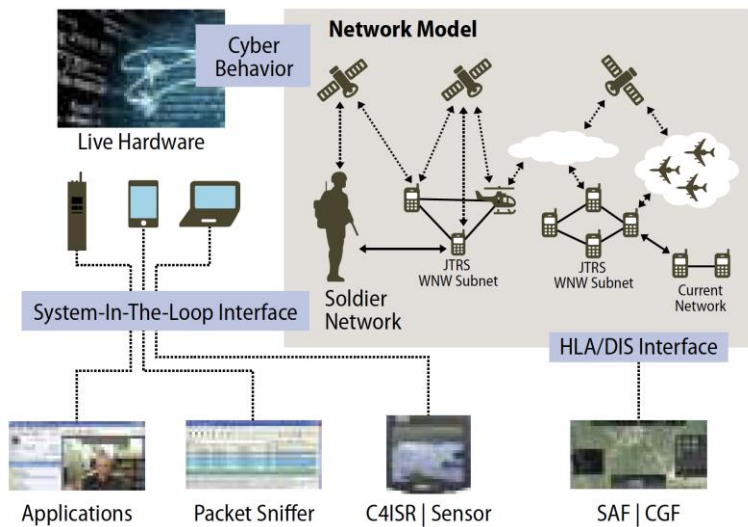 Network Model
Cyber
Behavior
Live Hardware
JTRS
WNW Subnet
JTRS
WNW Subnet
Current
Network
Soldier
Network
System-In-The-Loop Interface
HLA/DIS Interface
Applications
Packet Sniffer
C4ISR | Sensor
SAF | CGF